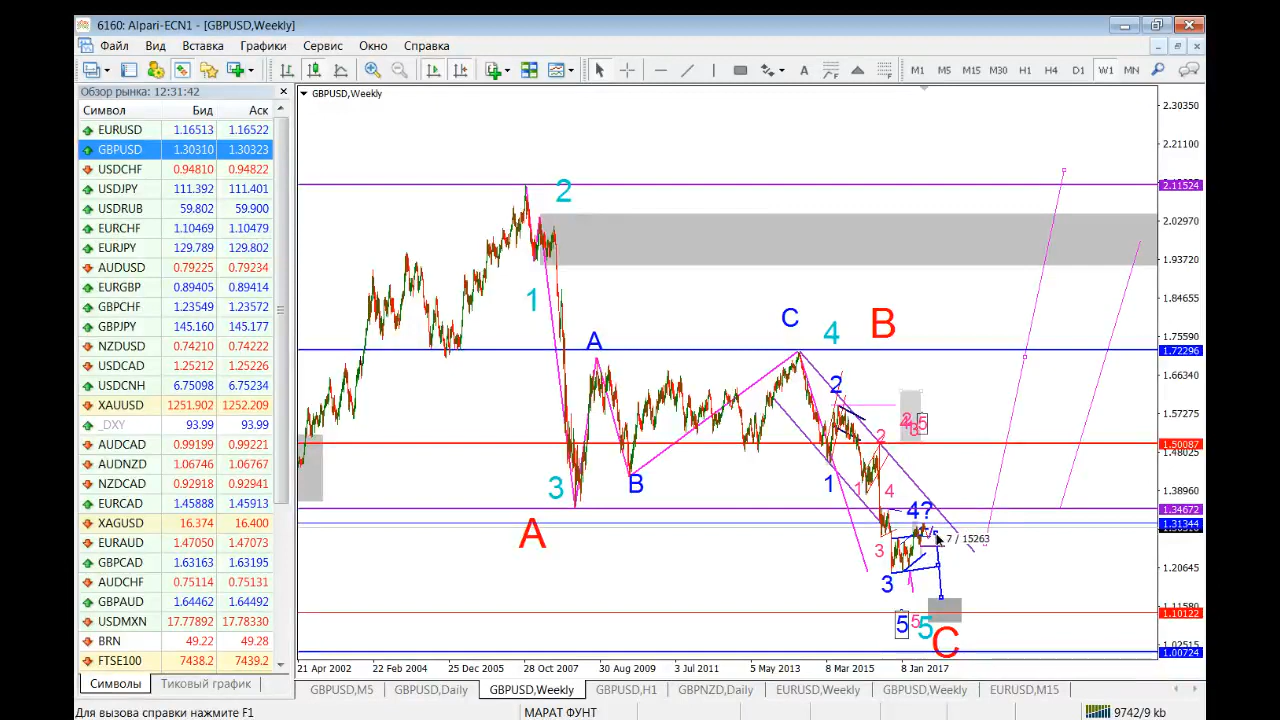 6160: Alpari-ECN1 - [GBPUSD,Weekly]
Файл Вид Вставка Графики Сервис Окно Справка
A M1 M5 M15 M30 H1 H4 D1 W1 MN
Обзор рынка: 12:31:42
Символ Бид Аск
EURUSD 1.16513 1.16522
GBPUSD 1.30310 1.30323
USDCHF 0.94810 0.94822
USDJPY 111.392 111.401
USDRUB 59.802 59.900
EURCHF 1.10469 1.10479
EURJPY 129.789 129.802
AUDUSD 0.79225 0.79234
EURGBP 0.89405 0.89414
GBPCHF 1.23549 1.23572
GBPJPY 145.160 145.177
NZDUSD 0.74210 0.74222
USDCAD 1.25212 1.25226
USDCNH 6.75098 6.75234
XAUUSD 1251.902 1252.209
_DXY 93.99 93.99
AUDCAD 0.99199 0.99221
AUDNZD 1.06746 1.06767
NZDCAD 0.92918 0.92941
EURCAD 1.45888 1.45913
XAGUSD 16.374 16.400
EURAUD 1.47050 1.47073
GBPCAD 1.63165 1.63187
AUDCHF 0.75114 0.75131
GBPAUD 1.64462 1.64492
USDMXN 17.77892 17.78330
BRN 49.22 49.28
FTSE100 7438.2 7439.2
Символы Тиковый график
GBPUSD,Weekly
2
1
3
A
A
B
C
4
B
2
1
2
1
4
3
4?
3
7 / 15263
5
5
5
C
2.30350
2.21100
2.11524
2.02970
1.93720
1.84655
1.75590
1.72296
1.66340
1.57275
1.50087
1.48025
1.38960
1.34672
1.31344
1.20645
1.11580
1.10122
1.02515
1.00724
21 Apr 2002 22 Feb 2004 25 Dec 2005 28 Oct 2007 30 Aug 2009 3 Jul 2011 5 May 2013 8 Mar 2015 8 Jan 2017
GBPUSD,M5 GBPUSD,Daily GBPUSD,Weekly GBPUSD,H1 GBPNZD,Daily EURUSD,Weekly GBPUSD,Weekly EURUSD,M15
Для вызова справки нажмите F1 МАРАТ ФУНТ 9742/9 kb